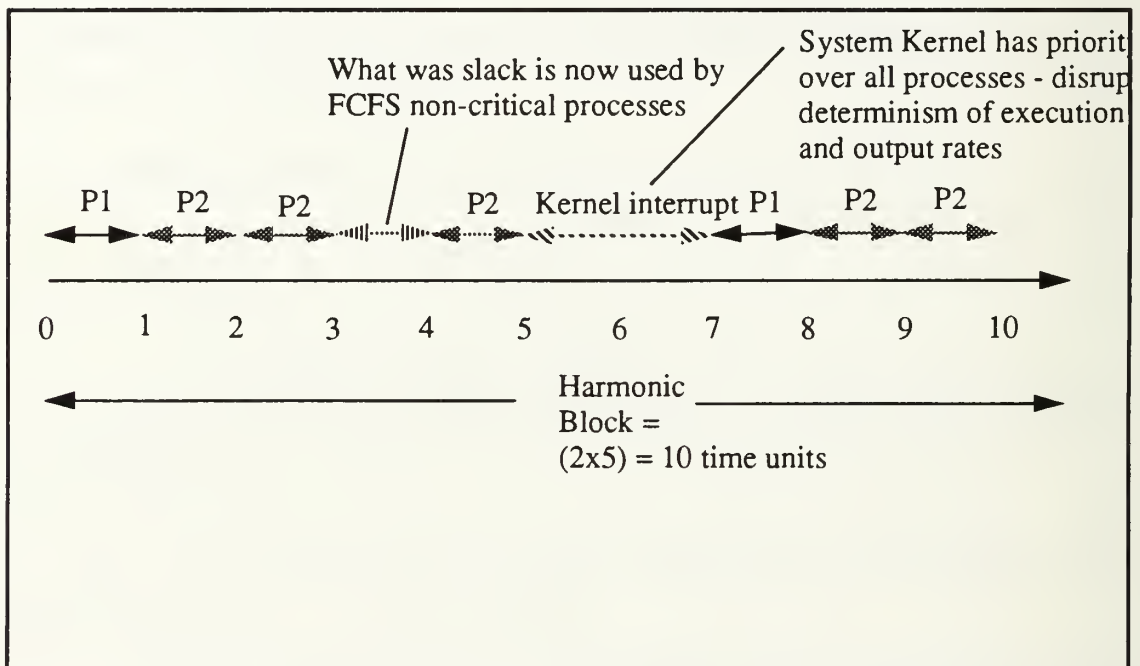 System Kernel has priorit
over all processes - disrup
determinism of execution
and output rates
What was slack is now used by
FCFS non-critical processes
P1 P2 P2 P2 Kernel interrupt P1 P2 P2
0 1 2 3 4 5 6 7 8 9 10
Harmonic
Block =
(2x5) = 10 time units